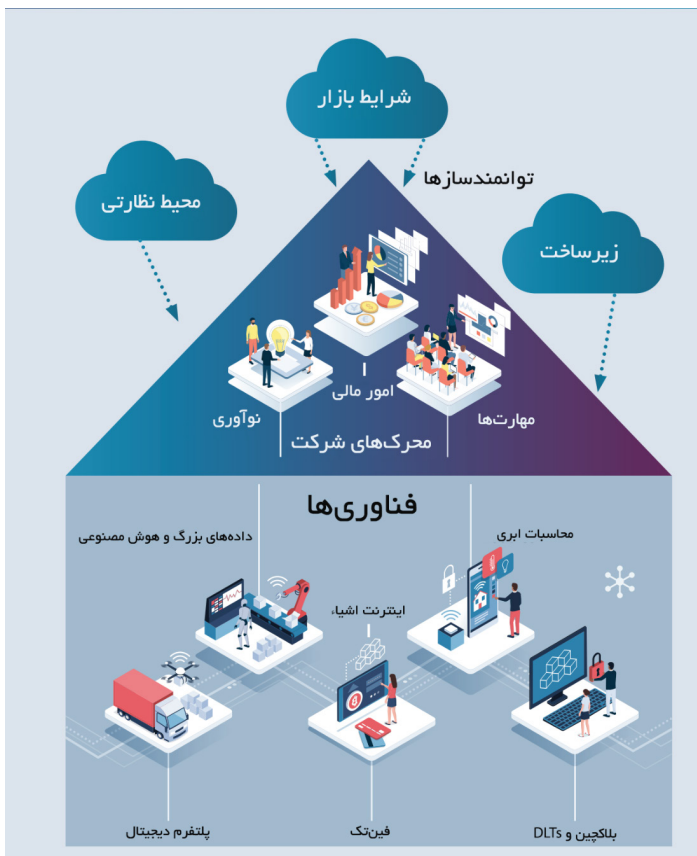 شرایط بازار
توانمندسازها
محیط نظارتی
زیرساخت
امور مالی
نوآوری
مهارت‌ها
محرک‌های شرکت
فناوری‌ها
محاسبات ابری
داده‌های بزرگ و هوش مصنوعی
اینترنت اشیاء
بلاکچین و DLTs
فین‌تک
پلتفرم دیجیتال